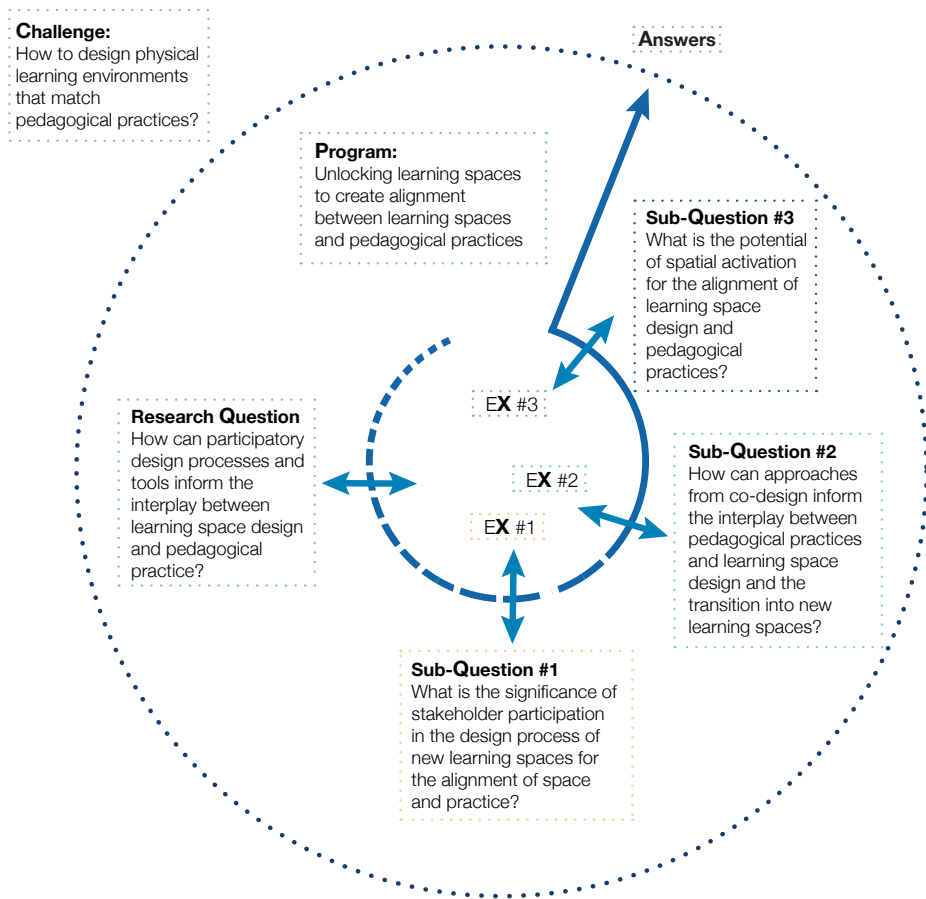 Challenge:
How to design physical
learning environments
that match
pedagogical practices?
Answers
Program:
Unlocking learning spaces
to create alignment
between learning spaces
and pedagogical practices
Sub-Question #3
What is the potential
of spatial activation
for the alignment of
learning space
design and
pedagogical
practices?
EX #3
Research Question
How can participatory
design processes and
tools inform the
interplay between
learning space design
and pedagogical
practice?
EX #2
EX #1
Sub-Question #2
How can approaches
from co-design inform
the interplay between
pedagogical practices
and learning space
design and the
transition into new
learning spaces?
Sub-Question #1
What is the significance of
stakeholder participation
in the design process of
new learning spaces for
the alignment of space
and practice?